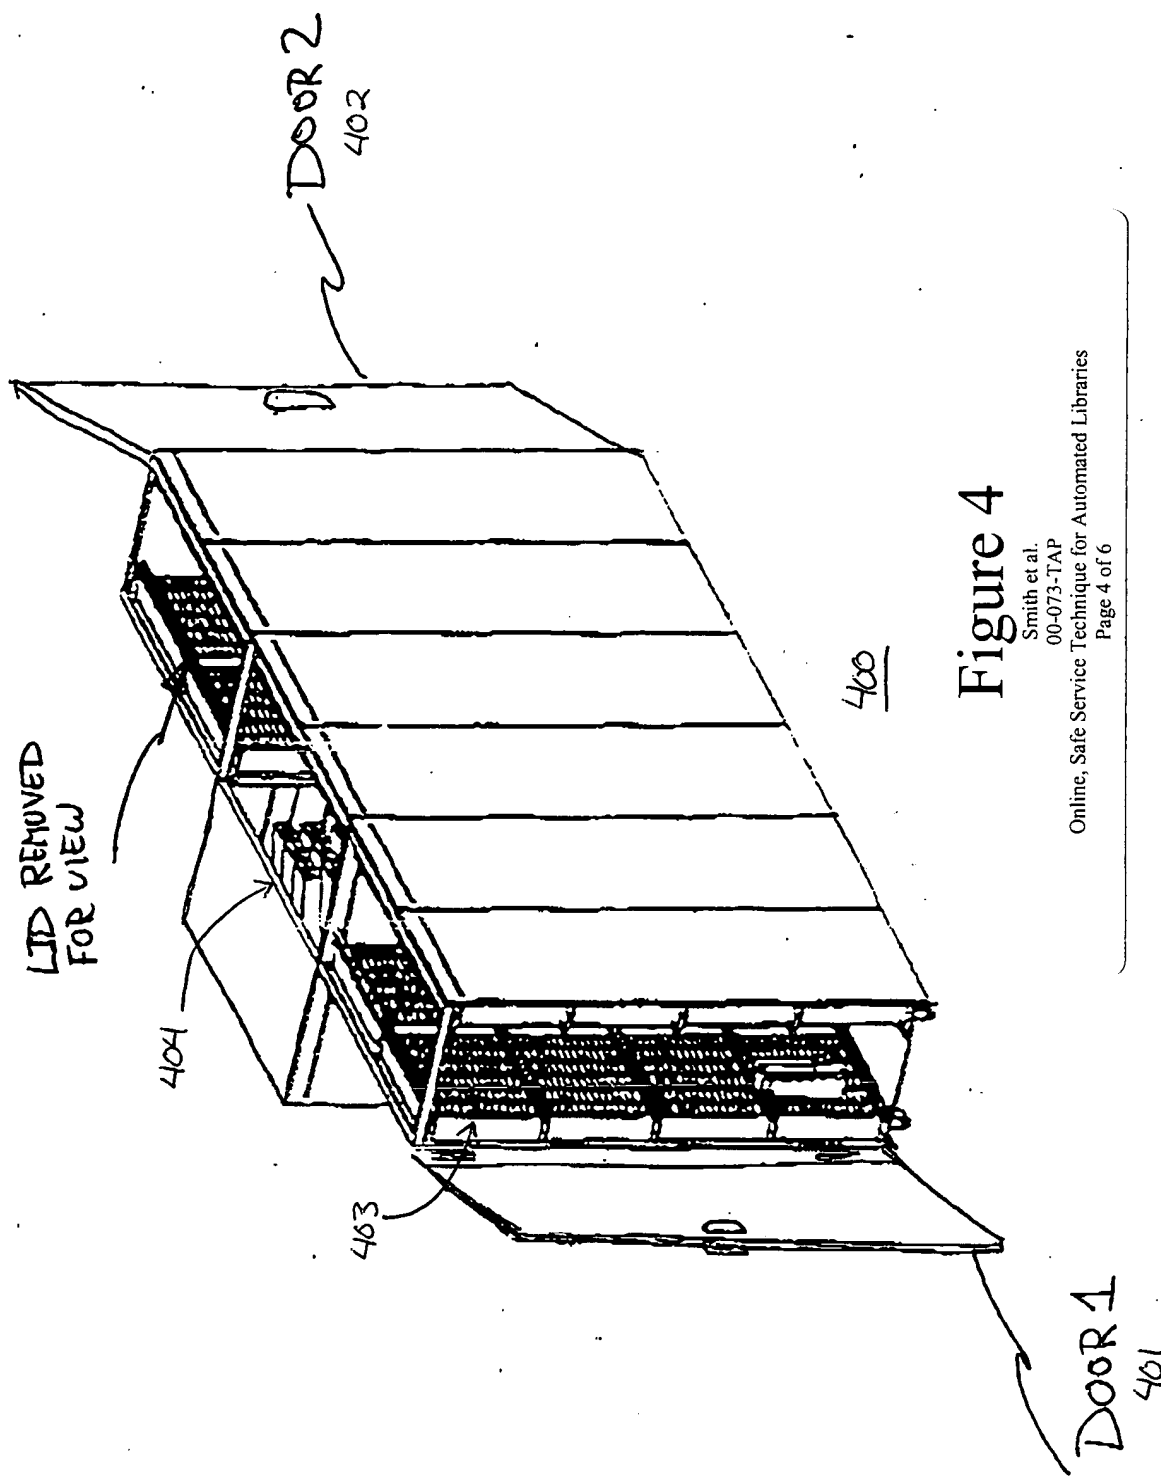 LID REMOVED
FOR VIEW
DOOR 2
402
404
403
400
DOOR 1
401
Figure 4
Smith et al.
00-073-TAP
Online, Safe Service Technique for Automated Libraries
Page 4 of 6